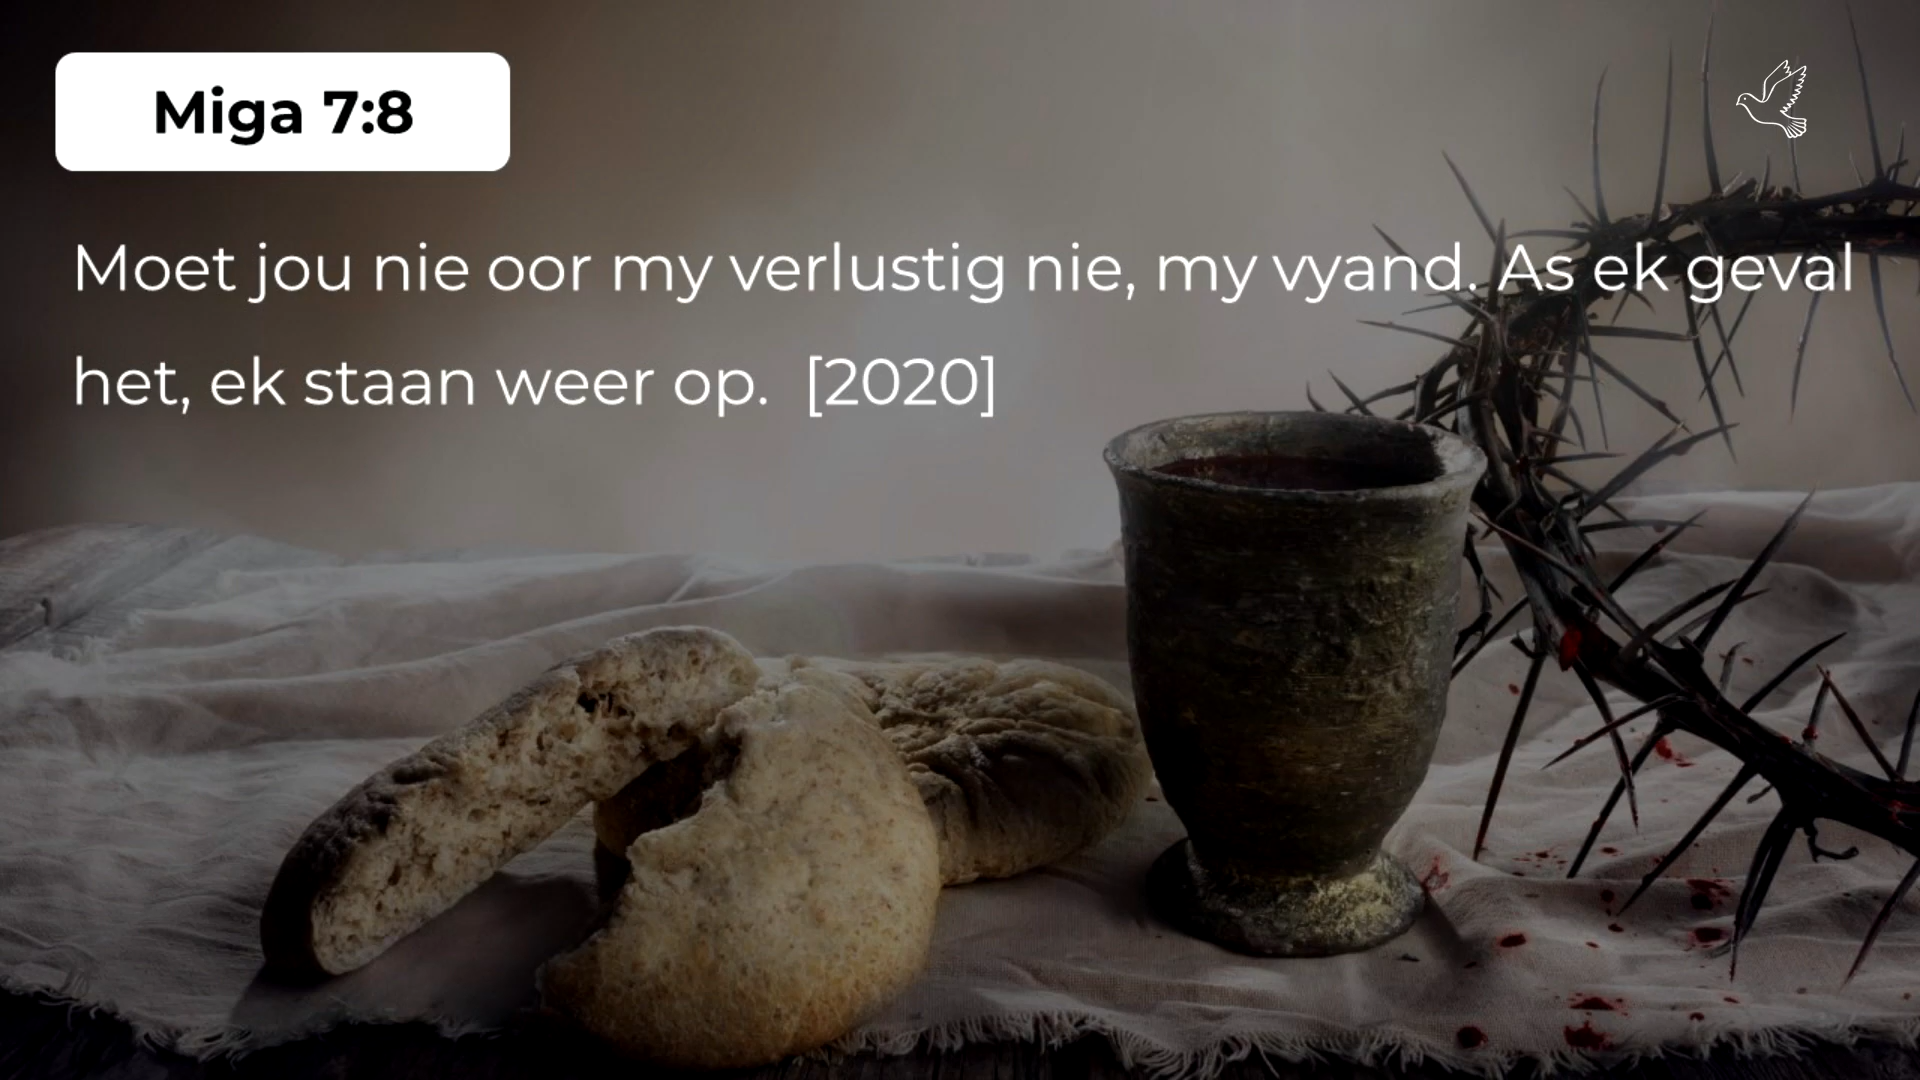 Miga 7:8
Moet jou nie oor my verlustig nie, my vyand. As ek geval
het, ek staan weer op. [2020]